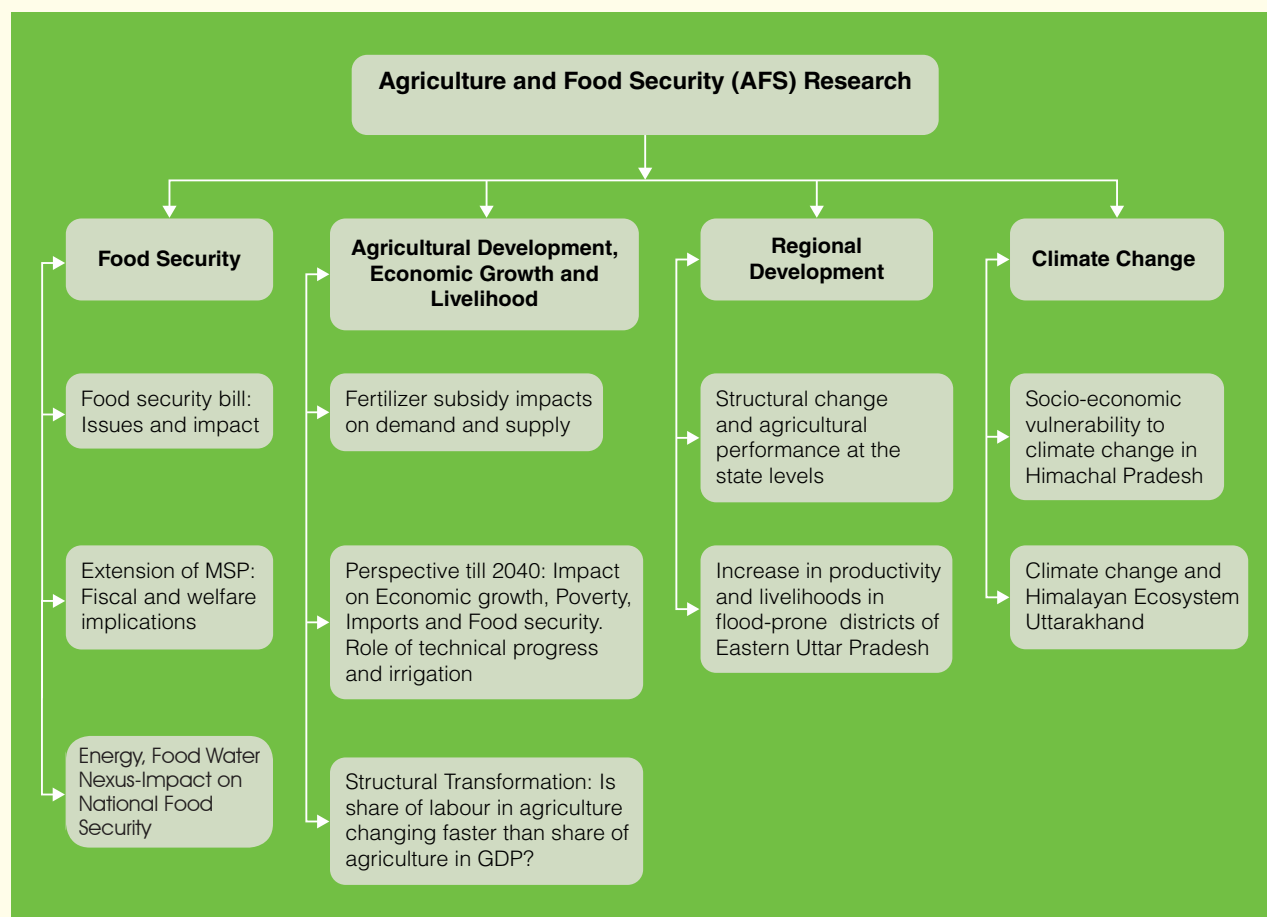 Agriculture and Food Security (AFS) Research
Food Security
Food security bill:
Issues and impact
Extension of MSP:
Fiscal and welfare
implications
Energy, Food Water
Nexus-Impact on
National Food
Security
Agricultural Development,
Economic Growth and
Livelihood
Fertilizer subsidy impacts
on demand and supply
Perspective till 2040: Impact
on Economic growth, Poverty,
Imports and Food security.
Role of technical progress
and irrigation
Structural Transformation: Is
share of labour in agriculture
changing faster than share of
agriculture in GDP?
Regional
Development
Structural change
and agricultural
performance at the
state levels
Increase in productivity
and livelihoods in
flood-prone districts of
Eastern Uttar Pradesh
Climate Change
Socio-economic
vulnerability to
climate change in
Himachal Pradesh
Climate change and
Himalayan Ecosystem
Uttarakhand